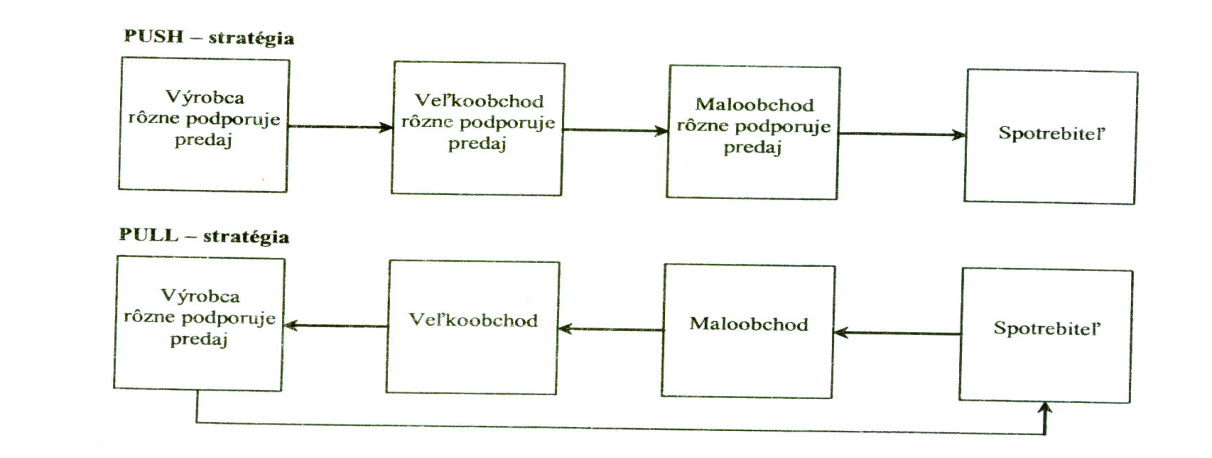 PUSH – stratégia
Výrobca
rôzne podporuje
predaj
Veľkoobchod
rôzne podporuje
predaj
Maloobchod
rôzne podporuje
predaj
Spotrebiteľ
PULL – stratégia
Výrobca
rôzne podporuje
predaj
Veľkoobchod
Maloobchod
Spotrebiteľ